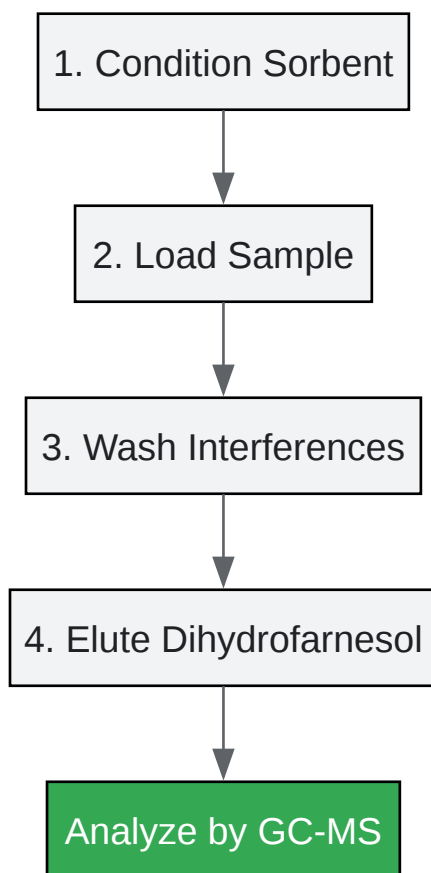 1. Condition Sorbent
2. Load Sample
3. Wash Interferences
4. Elute Dihydrofarnesol
Analyze by GC-MS